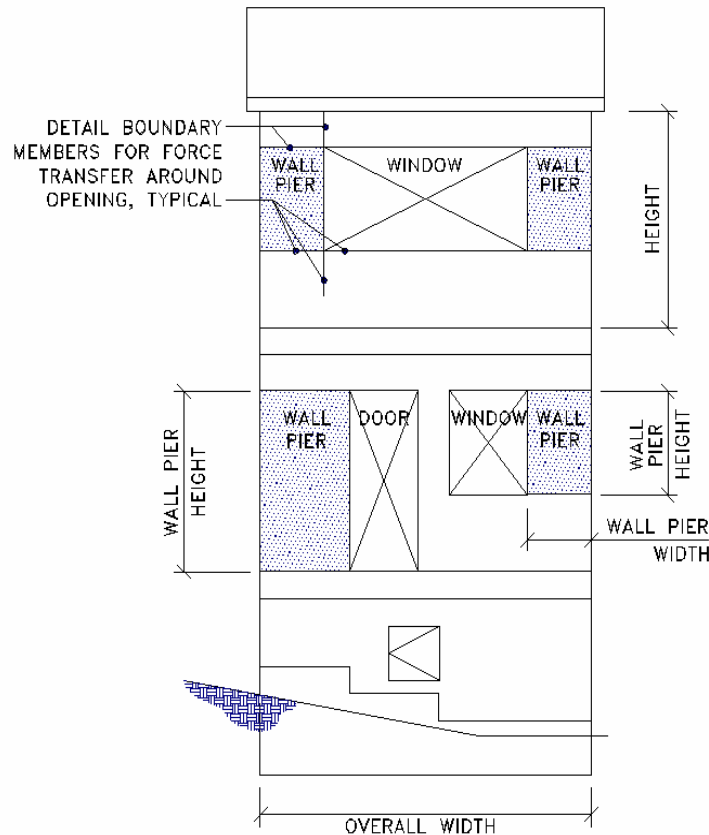 DETAIL BOUNDARY
MEMBERS FOR FORCE
TRANSFER AROUND
OPENING, TYPICAL
WALL
PIER
WINDOW
WALL
PIER
HEIGHT
WALL PIER
HEIGHT
WALL
PIER
DOOR
WINDOW
WALL
PIER
WALL
PIER
HEIGHT
WALL PIER
WIDTH
OVERALL WIDTH